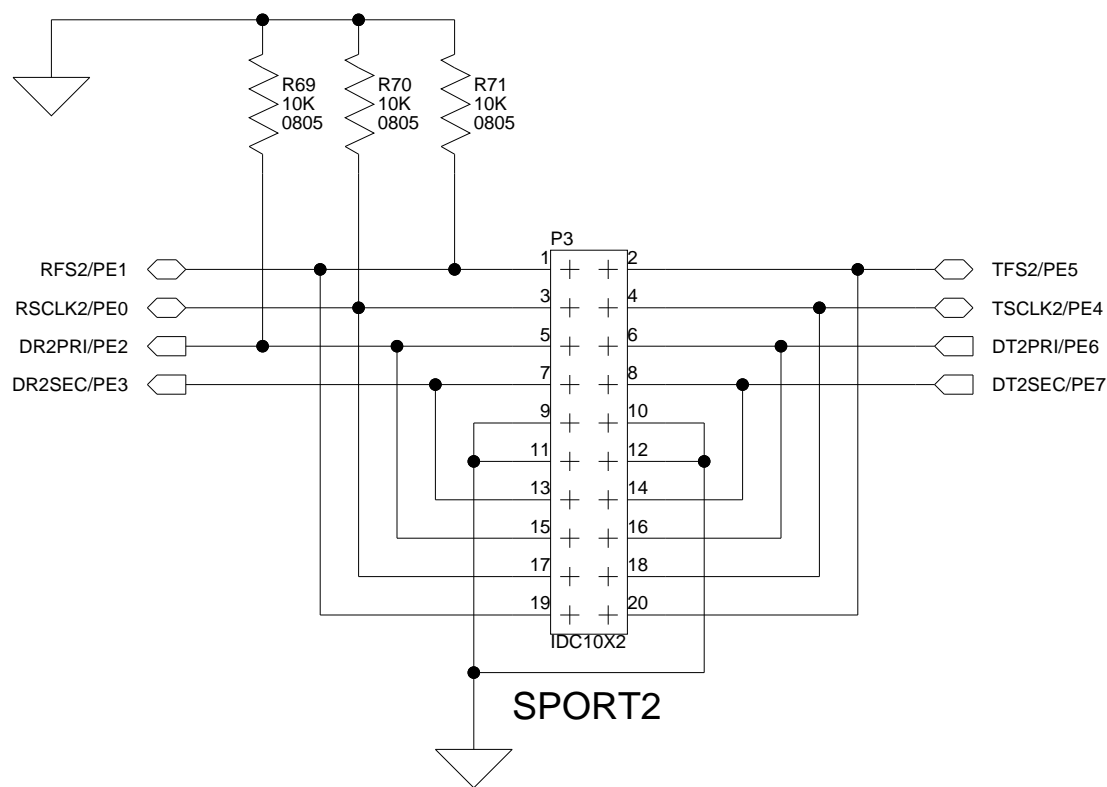 R69
10K
0805
R70
10K
0805
R71
10K
0805
P3
RFS2/PE1
1
2
TFS2/PE5
RSCLK2/PE0
3
4
TSCLK2/PE4
DR2PRI/PE2
5
6
DT2PRI/PE6
DR2SEC/PE3
7
8
DT2SEC/PE7
9
10
11
12
13
14
15
16
17
18
19
20
IDC10X2
SPORT2